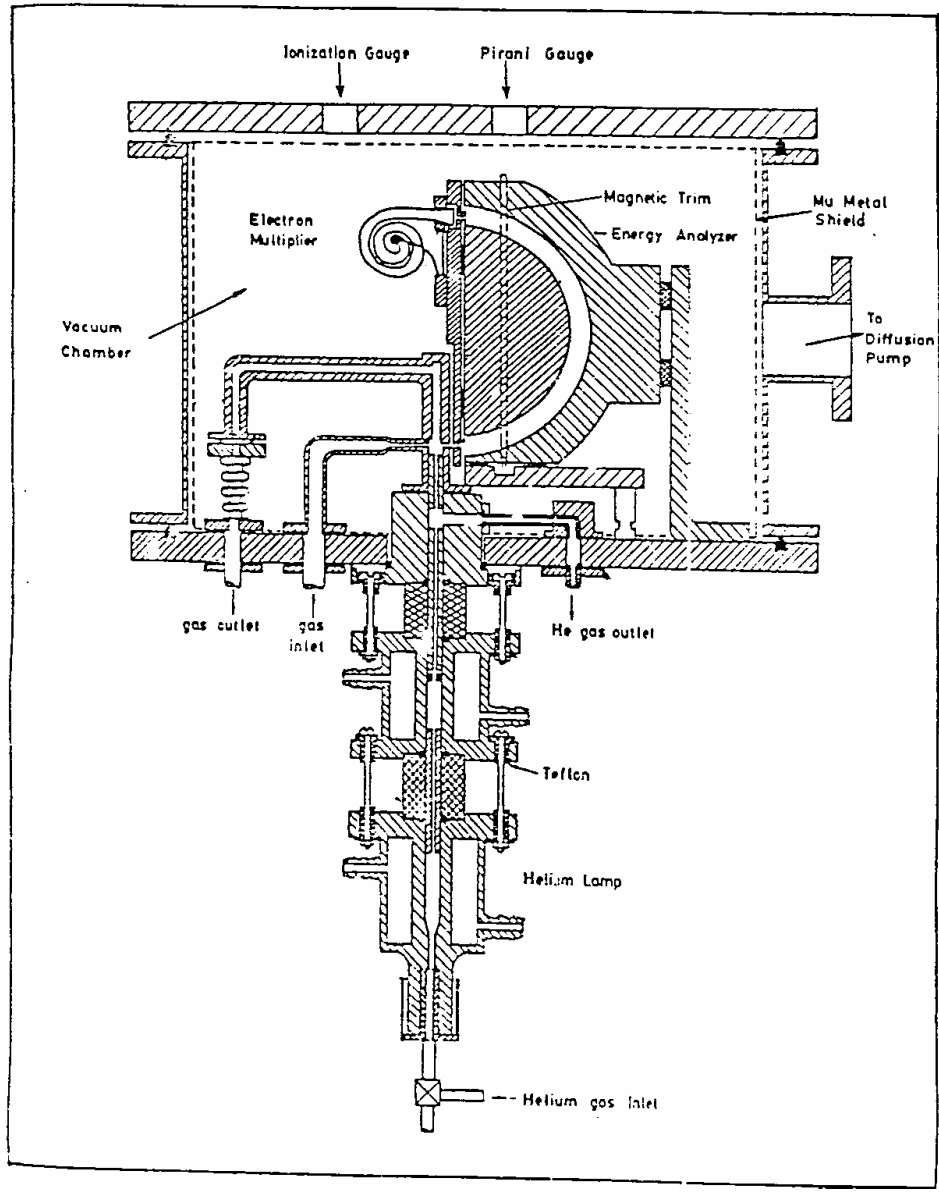 Ionization Gauge
Pirani Gauge
Magnetic Trim
Mu Metal
Shield
Electron
Multiplier
Energy Analyzer
Vacuum
Chamber
To
Diffusion
Pump
gas outlet
gas
inlet
He gas outlet
Teflon
Helium Lamp
Helium gas Inlet